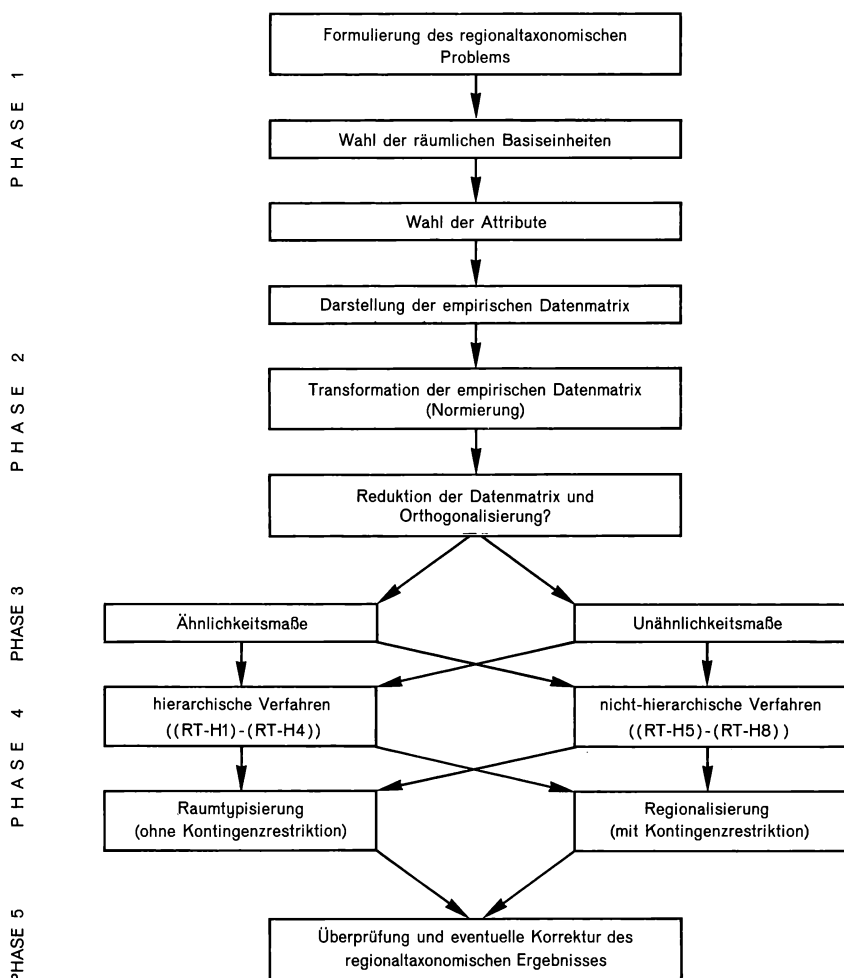 PHASE 1
Formulierung des regionaltaxonomischen
Problems
Wahl der räumlichen Basiseinheiten
Wahl der Attribute
PHASE 2
Darstellung der empirischen Datenmatrix
Transformation der empirischen Datenmatrix
(Normierung)
Reduktion der Datenmatrix und
Orthogonalisierung?
PHASE 3
Ähnlichkeitsmaße
Unähnlichkeitsmaße
PHASE 4
hierarchische Verfahren
((RT-H1)-(RT-H4))
nicht-hierarchische Verfahren
((RT-H5)-(RT-H8))
Raumtypisierung
(ohne Kontingenzrestriktion)
Regionalisierung
(mit Kontingenzrestriktion)
PHASE 5
Überprüfung und eventuelle Korrektur des
regionaltaxonomischen Ergebnisses